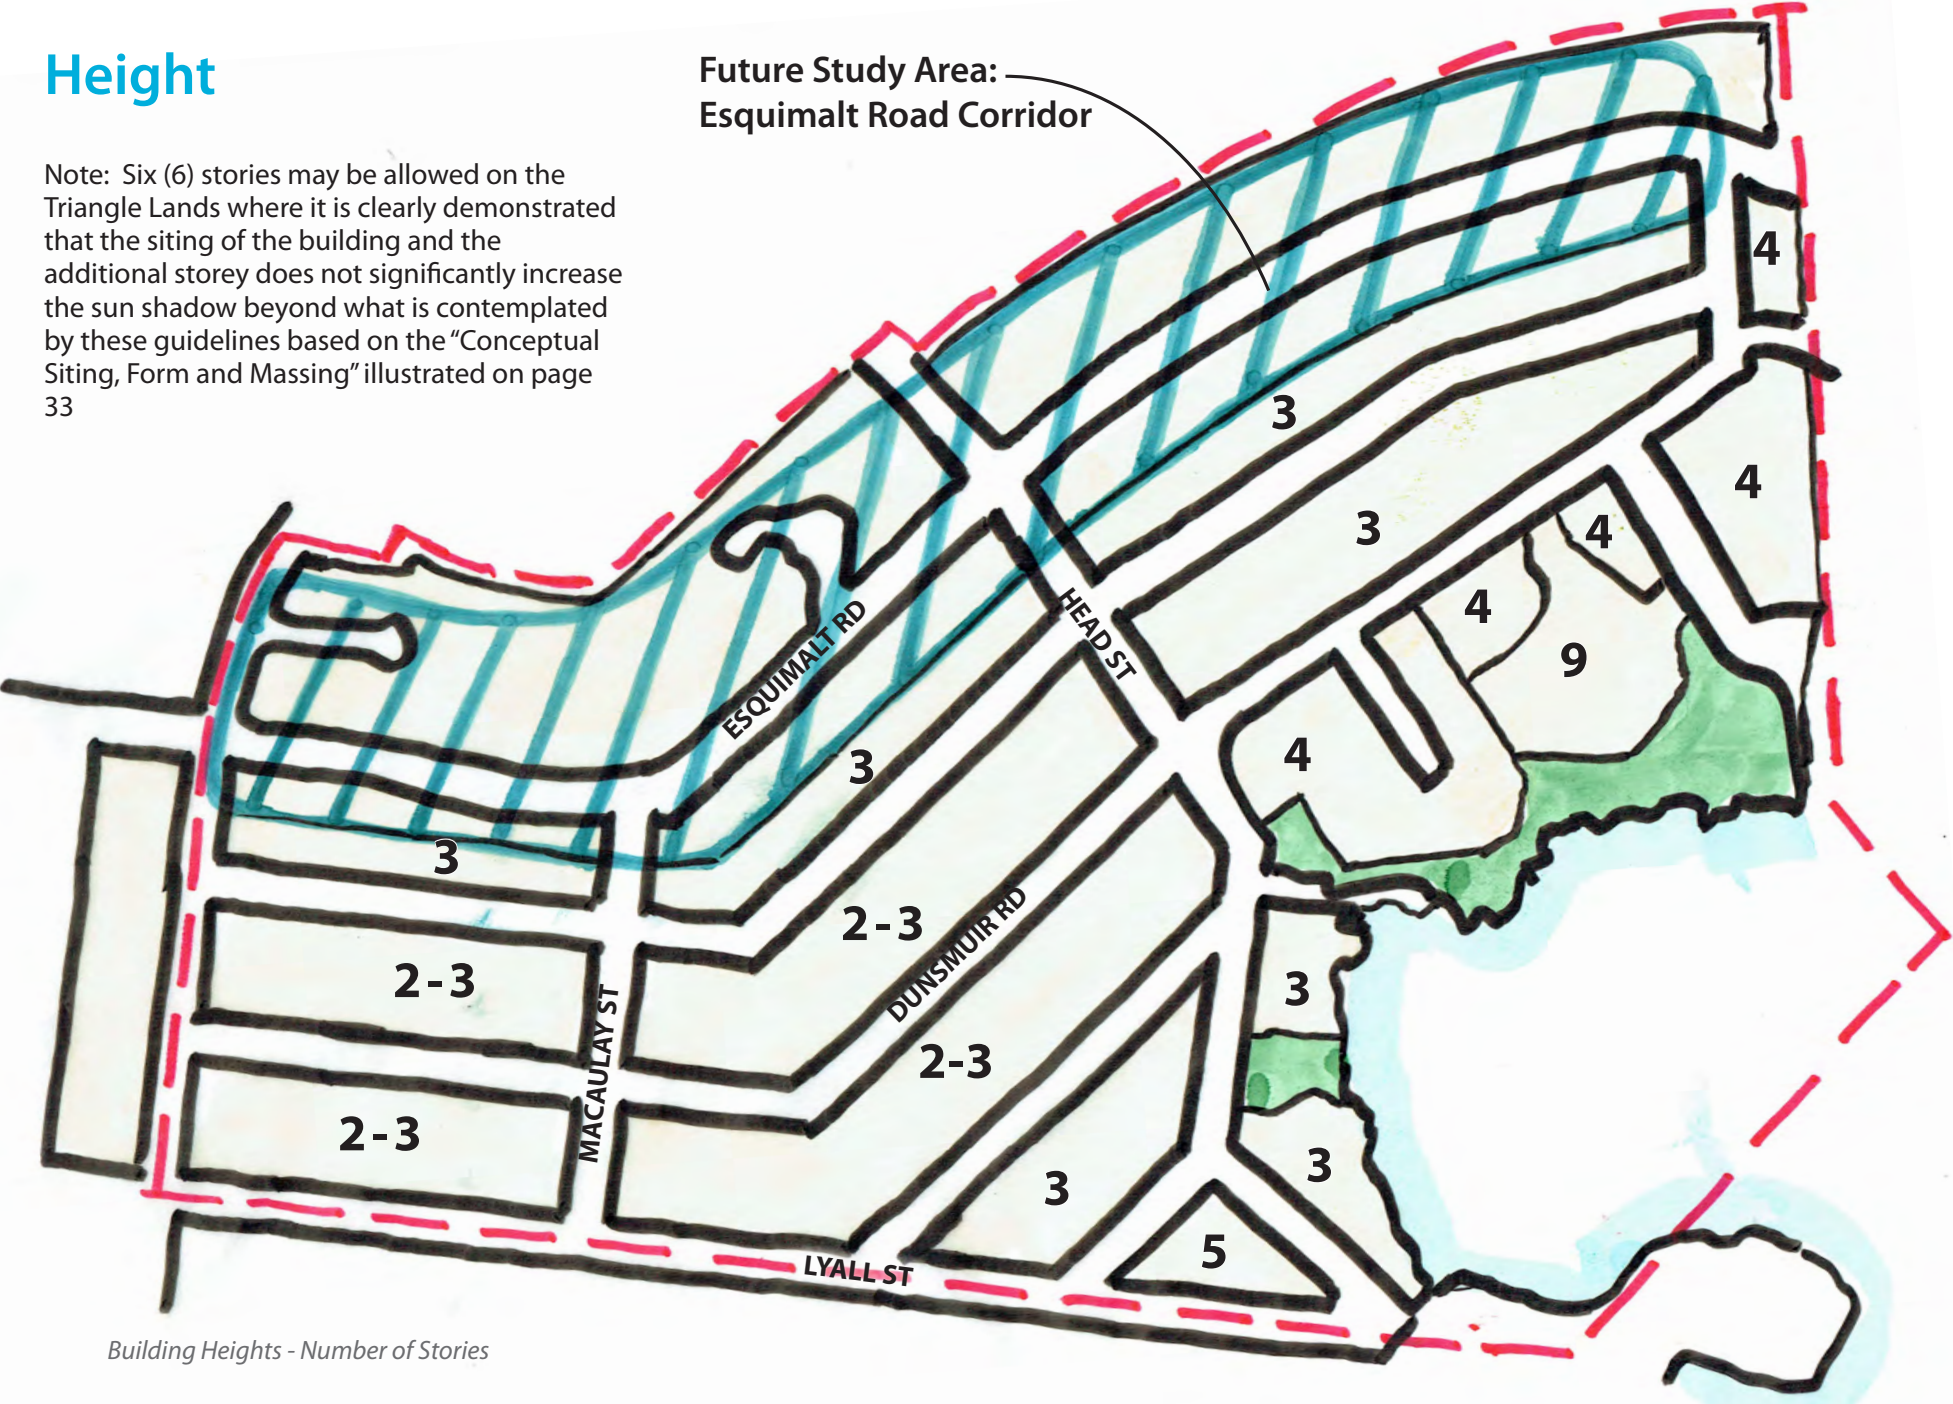 Height
Note: Six (6) stories may be allowed on the
Triangle Lands where it is clearly demonstrated
that the siting of the building and the
additional storey does not significantly increase
the sun shadow beyond what is contemplated
by these guidelines based on the “Conceptual
Siting, Form and Massing” illustrated on page
33
Future Study Area:
Esquimalt Road Corridor
4
3
4
3
4
4
9
ESQUIMALT RD
HEAD ST
4
3
3
2-3
DUNSMUIR RD
2-3
3
MACAULAY ST
2-3
2-3
3
3
5
LYALL ST
Building Heights - Number of Stories